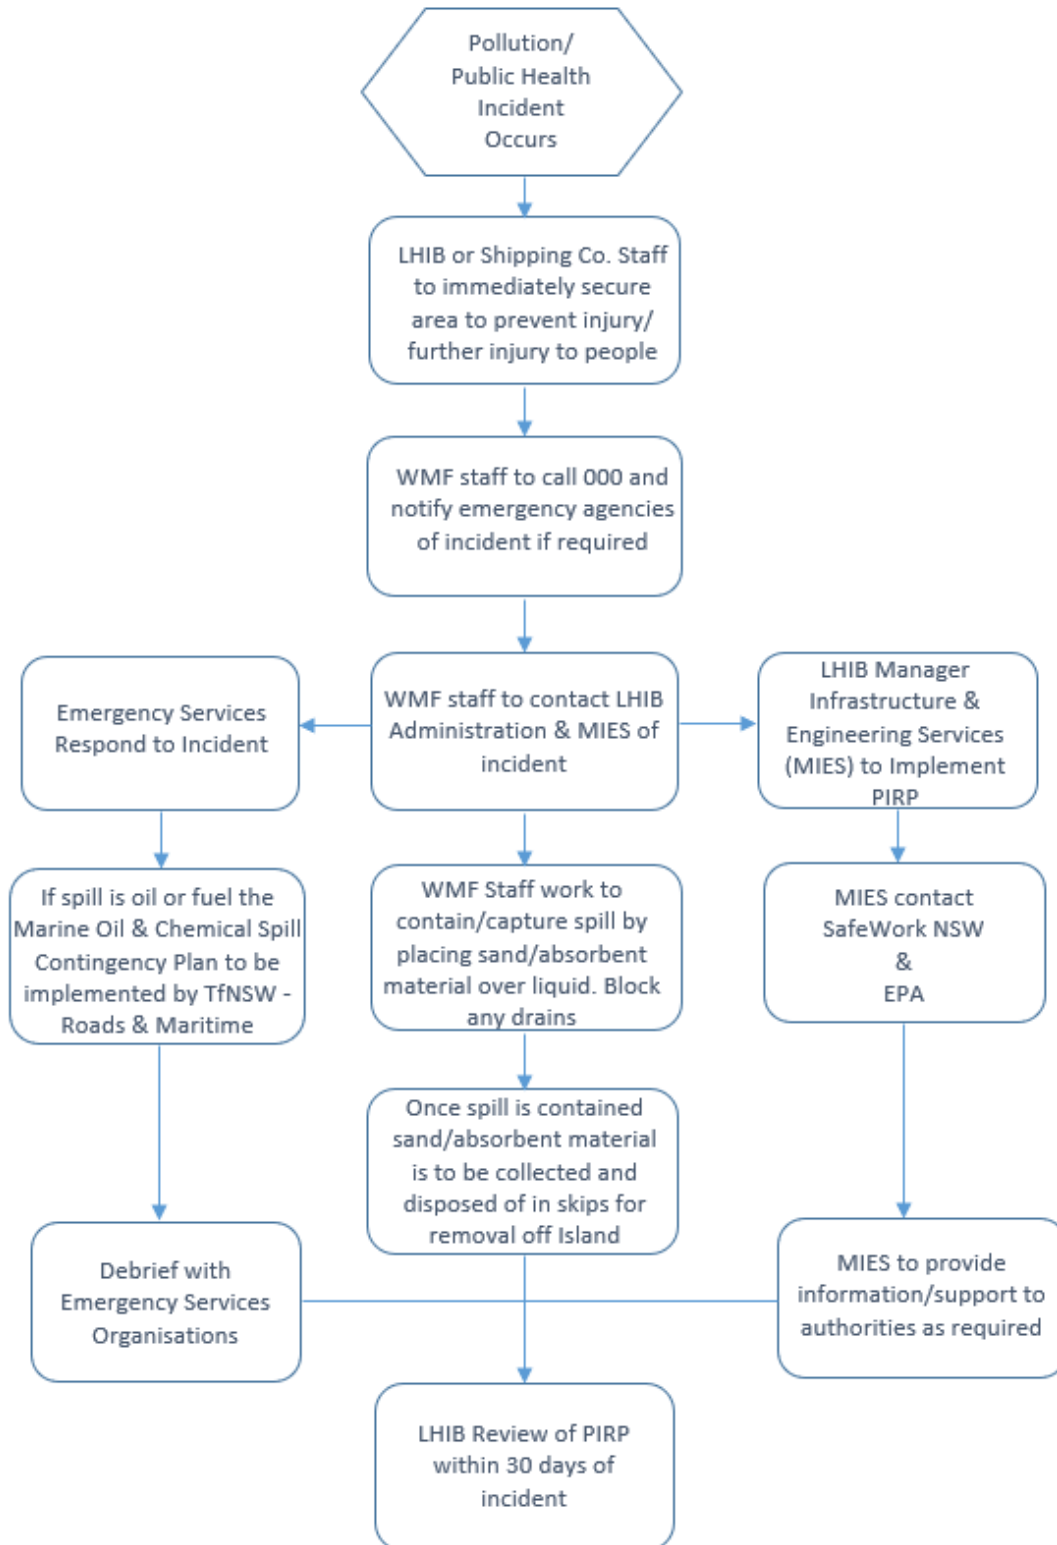 Pollution/
Public Health
Incident
Occurs
LHIB or Shipping Co. Staff
to immediately secure
area to prevent injury/
further injury to people
WMF staff to call 000 and
notify emergency agencies
of incident if required
Emergency Services
Respond to Incident
WMF staff to contact LHIB
Administration & MIES of
incident
LHIB Manager
Infrastructure &
Engineering Services
(MIES) to Implement
PIRP
If spill is oil or fuel the
Marine Oil & Chemical Spill
Contingency Plan to be
implemented by TfNSW -
Roads & Maritime
WMF Staff work to
contain/capture spill by
placing sand/absorbent
material over liquid. Block
any drains
MIES contact
SafeWork NSW
&
EPA
Once spill is contained
sand/absorbent material
is to be collected and
disposed of in skips for
removal off Island
Debrief with
Emergency Services
Organisations
MIES to provide
information/support to
authorities as required
LHIB Review of PIRP
within 30 days of
incident